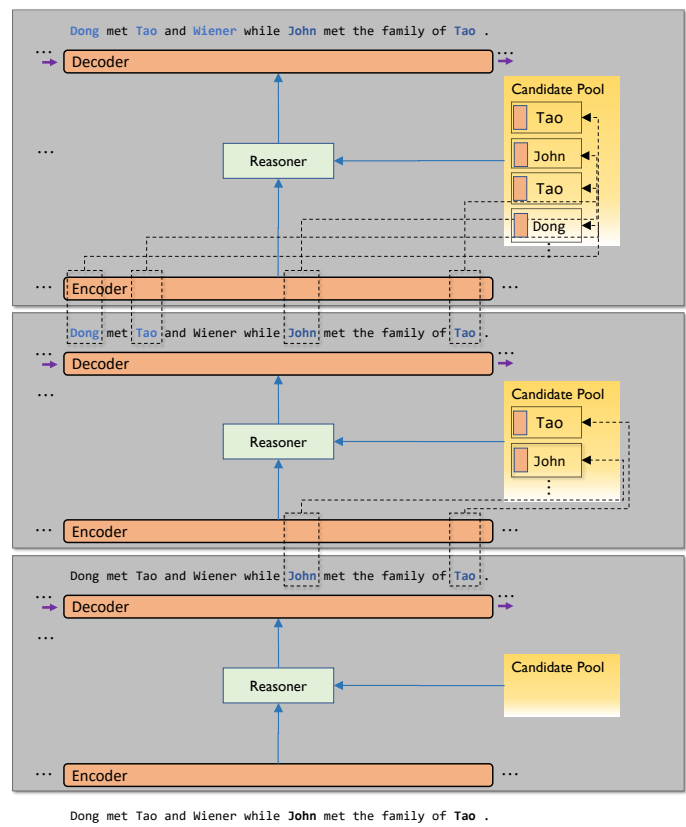 Dong met Tao and Wiener while John met the family of Tao .
... ...
Decoder
Candidate Pool
Tao
...
Reasoner
John
Tao
Dong
...
... Encoder ...
Dong met Tao and Wiener while John met the family of Tao .
... ...
Decoder
...
Candidate Pool
Tao
Reasoner
John
...
... Encoder ...
Dong met Tao and Wiener while John met the family of Tao .
... ...
Decoder
...
Candidate Pool
Reasoner
... Encoder ...
Dong met Tao and Wiener while John met the family of Tao .